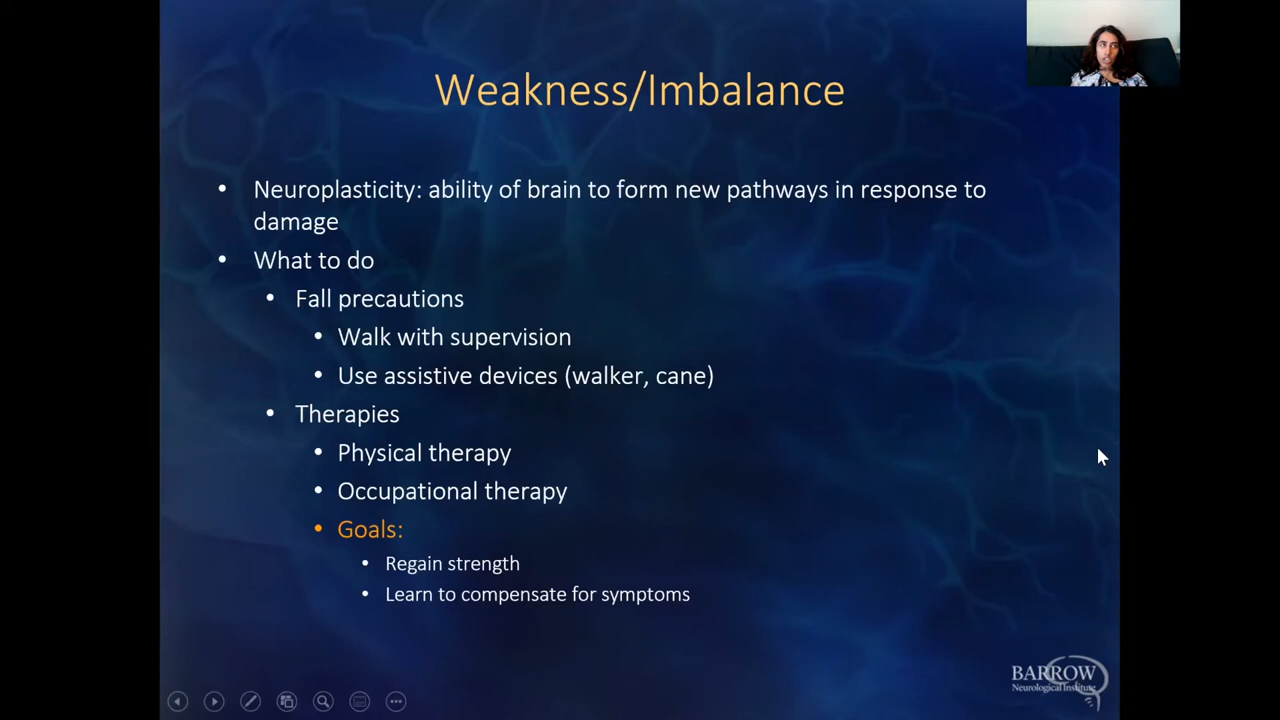 Weakness/Imbalance
• Neuroplasticity: ability of brain to form new pathways in response to
damage
• What to do
• Fall precautions
• Walk with supervision
• Use assistive devices (walker, cane)
• Therapies
• Physical therapy
• Occupational therapy
• Goals:
• Regain strength
• Learn to compensate for symptoms
BARROW
Neurological Institute